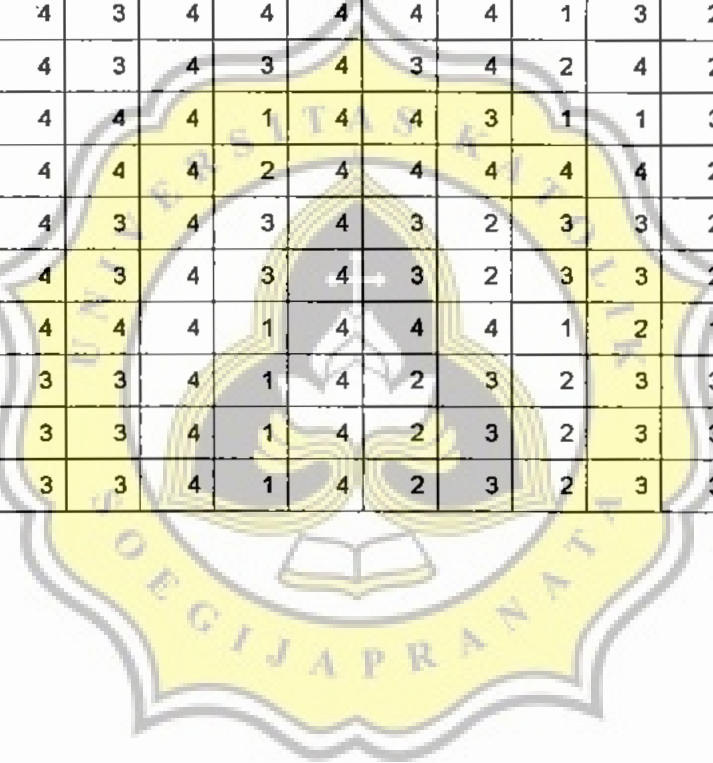 4 3 4 4 4 4 4 1 3
4 3 4 3 4 3 4 2 4
4 4 4 1 4 4 3 1 1
4 4 4 2 4 4 4 4 4
4 3 4 3 4 3 2 3 3
4 3 4 3 4 3 2 3 3
4 4 4 1 4 4 4 1 2
3 3 4 1 4 2 3 2 3
3 3 4 1 4 2 3 2 3
3 3 4 1 4 2 3 2 3
UNIVERSITAS KATOLIK
SOEGIJAPRANATA